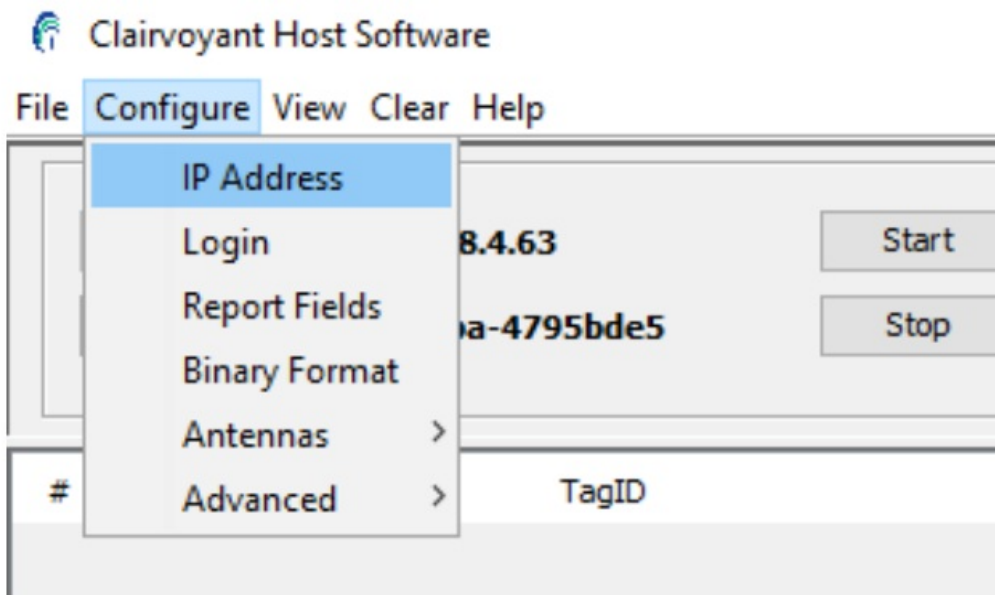 Clairvoyant Host Software
File Configure View Clear Help
IP Address
Login
8.4.63
Start
Report Fields
a-4795bde5
Stop
Binary Format
Antennas
Advanced
#
TagID